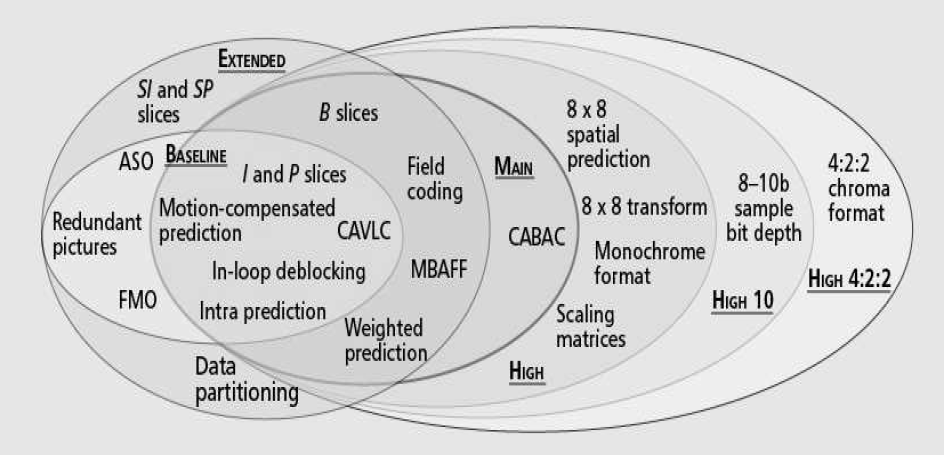 EXTENDED
SI and SP
slices
B slices
ASO
BASELINE
I and P slices
Redundant
pictures
Motion-compensated
prediction
CAVLC
In-loop deblocking
FMO
Intra prediction
Data
partitioning
Field
coding
MBAFF
Weighted
prediction
MAIN
CABAC
8 x 8
spatial
prediction
8 x 8 transform
Monochrome
format
Scaling
matrices
HIGH
8–10b
sample
bit depth
HIGH 10
4:2:2
chroma
format
HIGH 4:2:2